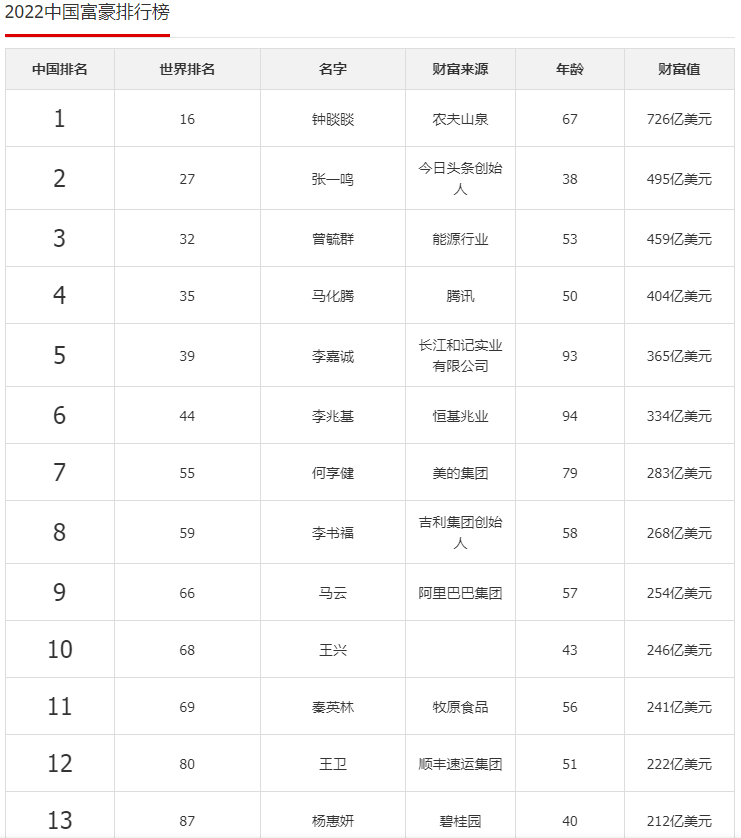 2022中国富豪排行榜
中国排名 世界排名 名字 财富来源 年龄 财富值
1 16 钟睒睒 农夫山泉 67 726亿美元
2 27 张一鸣 今日头条创始人 38 495亿美元
3 32 曾毓群 能源行业 53 459亿美元
4 35 马化腾 腾讯 50 404亿美元
5 39 李嘉诚 长江和记实业有限公司 93 365亿美元
6 44 李兆基 恒基兆业 94 334亿美元
7 55 何享健 美的集团 79 283亿美元
8 59 李书福 吉利集团创始人 58 268亿美元
9 66 马云 阿里巴巴集团 57 254亿美元
10 68 王兴 43 246亿美元
11 69 秦英林 牧原食品 56 241亿美元
12 80 王卫 顺丰速运集团 51 222亿美元
13 87 杨惠妍 碧桂园 40 212亿美元